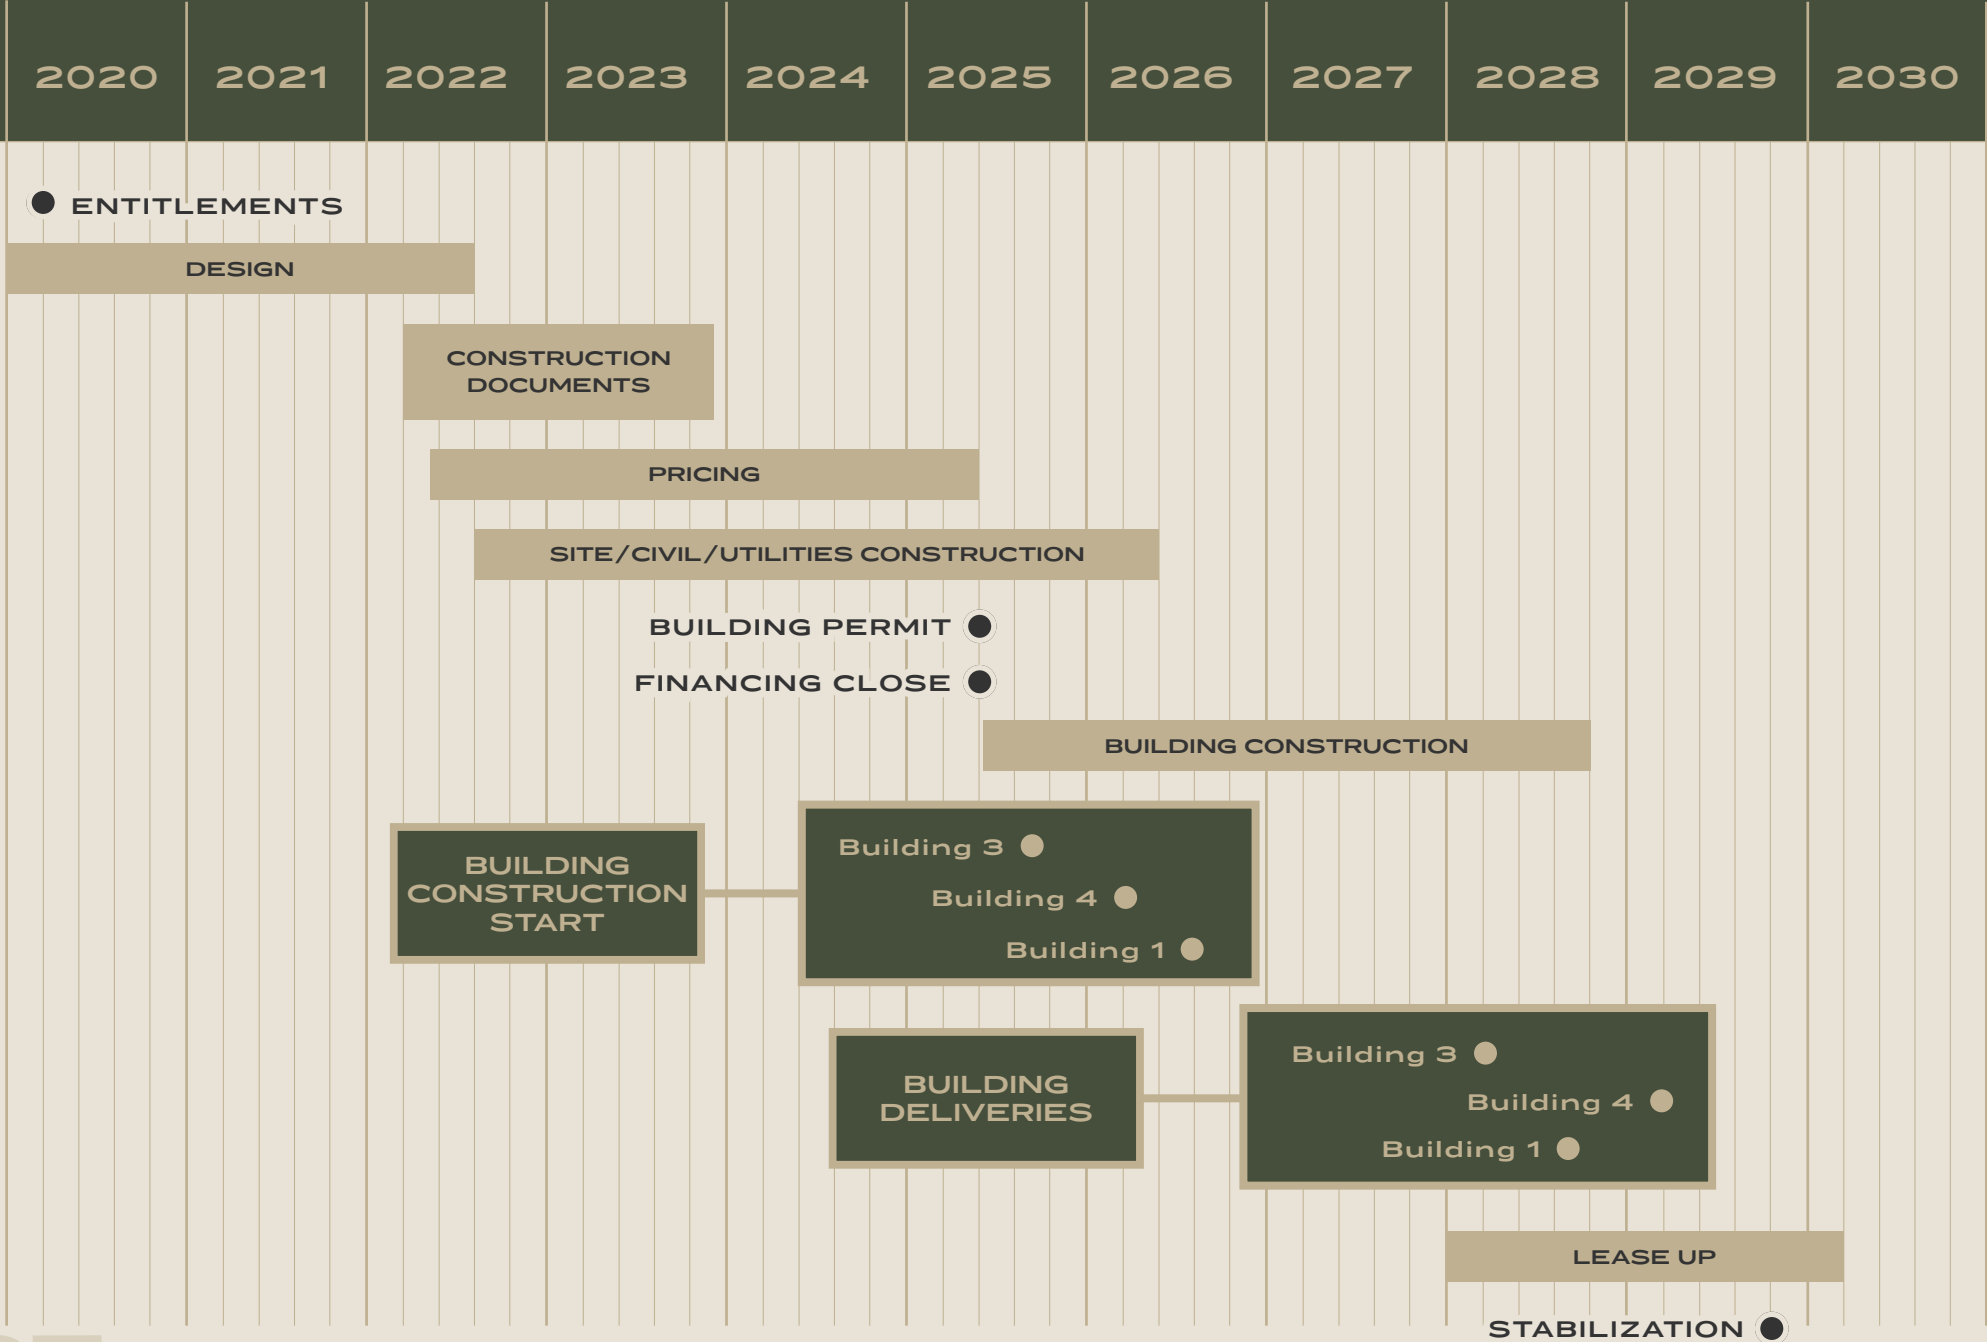 2020 2021 2022 2023 2024 2025 2026 2027 2028 2029 2030
ENTITLEMENTS
DESIGN
CONSTRUCTION
DOCUMENTS
PRICING
SITE/CIVIL/UTILITIES CONSTRUCTION
BUILDING PERMIT
FINANCING CLOSE
BUILDING CONSTRUCTION
BUILDING
CONSTRUCTION
START
Building 3
Building 4
Building 1
BUILDING
DELIVERIES
Building 3
Building 4
Building 1
LEASE UP
STABILIZATION